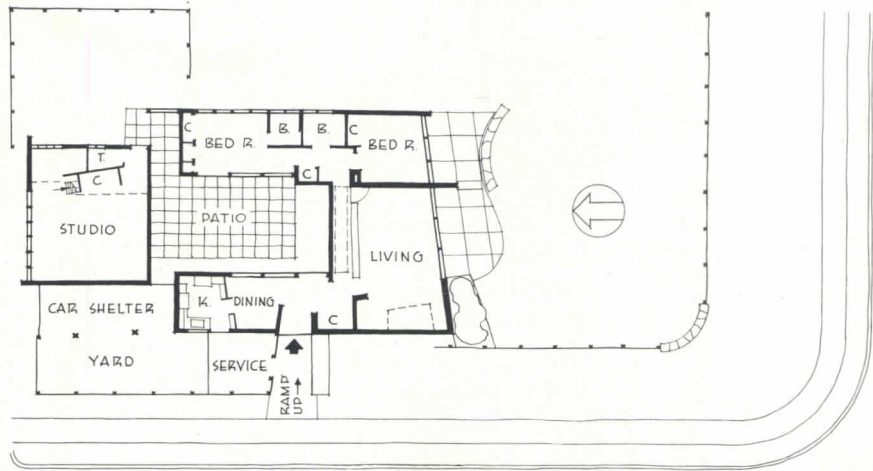 C
BED R.
B.
B.
C
BED R.
T.
C
C
STUDIO
PATIO
LIVING
K.
DINING
C
CAR SHELTER
YARD
SERVICE
RAMP
UP→